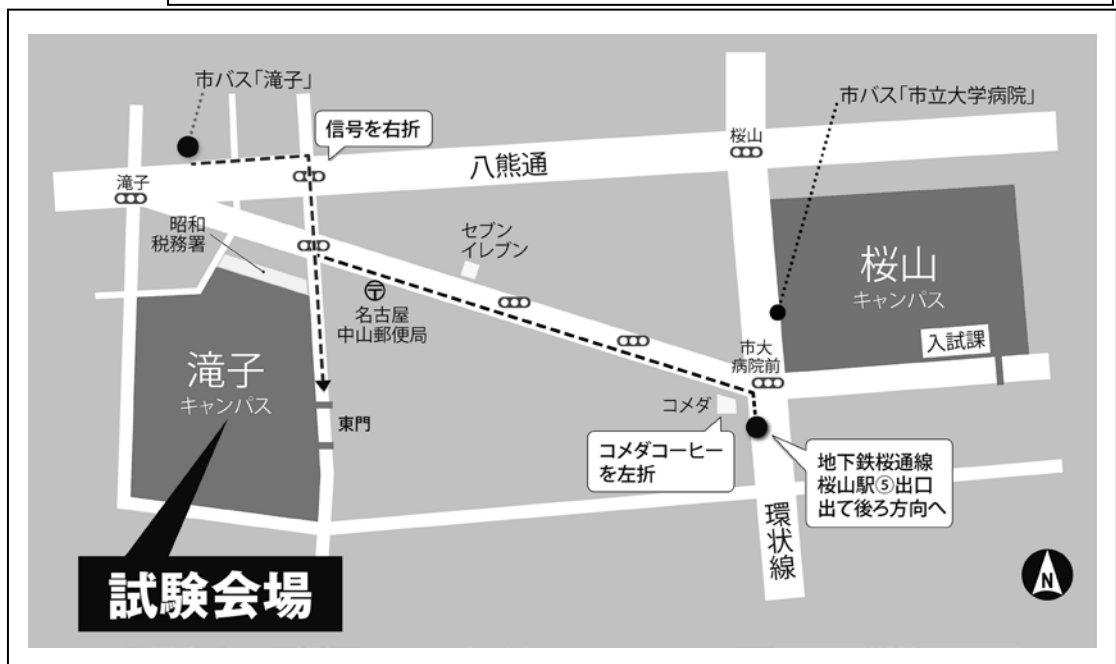 市バス「滝子」
信号を右折
八熊通
桜山
市バス「市立大学病院」
滝子
昭和
税務署
セブン
イレブン
〒
名古屋
中山郵便局
桜山
キャンパス
入試課
市大
病院前
滝子
キャンパス
東門
コメダ
コメダコーヒー
を左折
地下鉄桜通線
桜山駅⑤出口
出て後ろ方向へ
環状線
試験会場
N